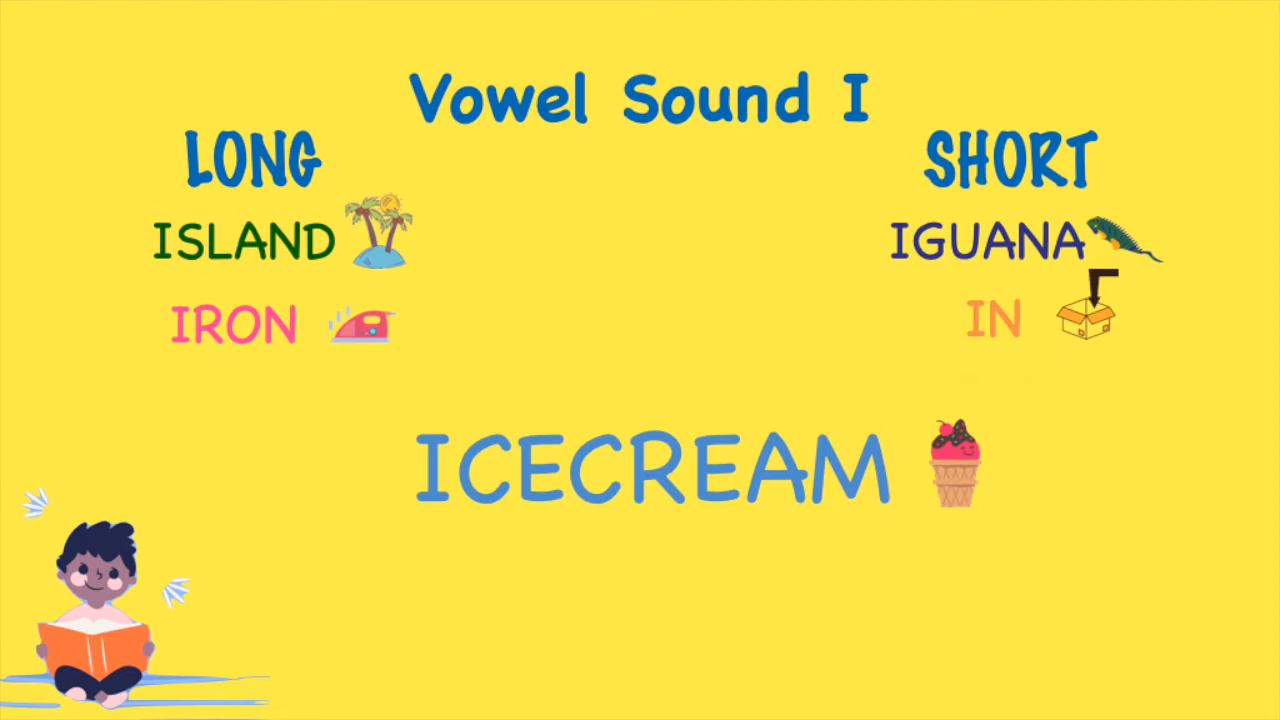 Vowel Sound I
LONG
SHORT
ISLAND
IGUANA
IRON
IN
ICECREAM